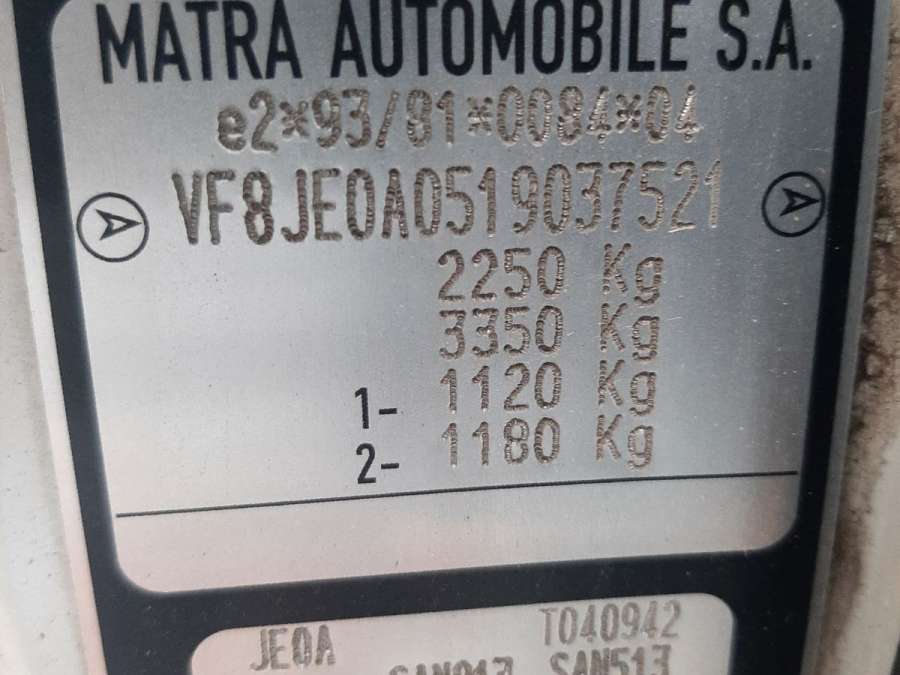 MATRA AUTOMOBILE S.A.
e2*93/81*0084*04
VF8JE0A0519037521
2250 Kg
3350 Kg
1- 1120 Kg
2- 1180 Kg
JE0A T040942
SAN513